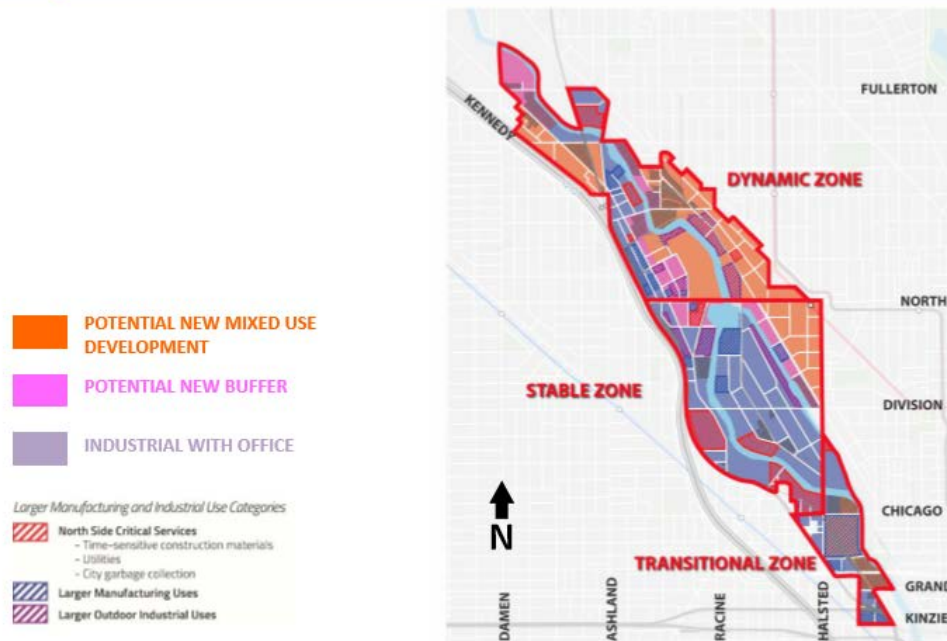 POTENTIAL NEW MIXED USE
DEVELOPMENT
POTENTIAL NEW BUFFER
INDUSTRIAL WITH OFFICE
Larger Manufacturing and Industrial Use Categories
North Side Critical Services
- Time-sensitive construction materials
- Utilities
- City garbage collection
Larger Manufacturing Uses
Larger Outdoor Industrial Uses
FULLERTON
KENNEDY
DYNAMIC ZONE
NORTH
STABLE ZONE
DIVISION
CHICAGO
N
TRANSITIONAL ZONE
GRAND
KINZIE
DAMEN
ASHLAND
RACINE
HALSTED